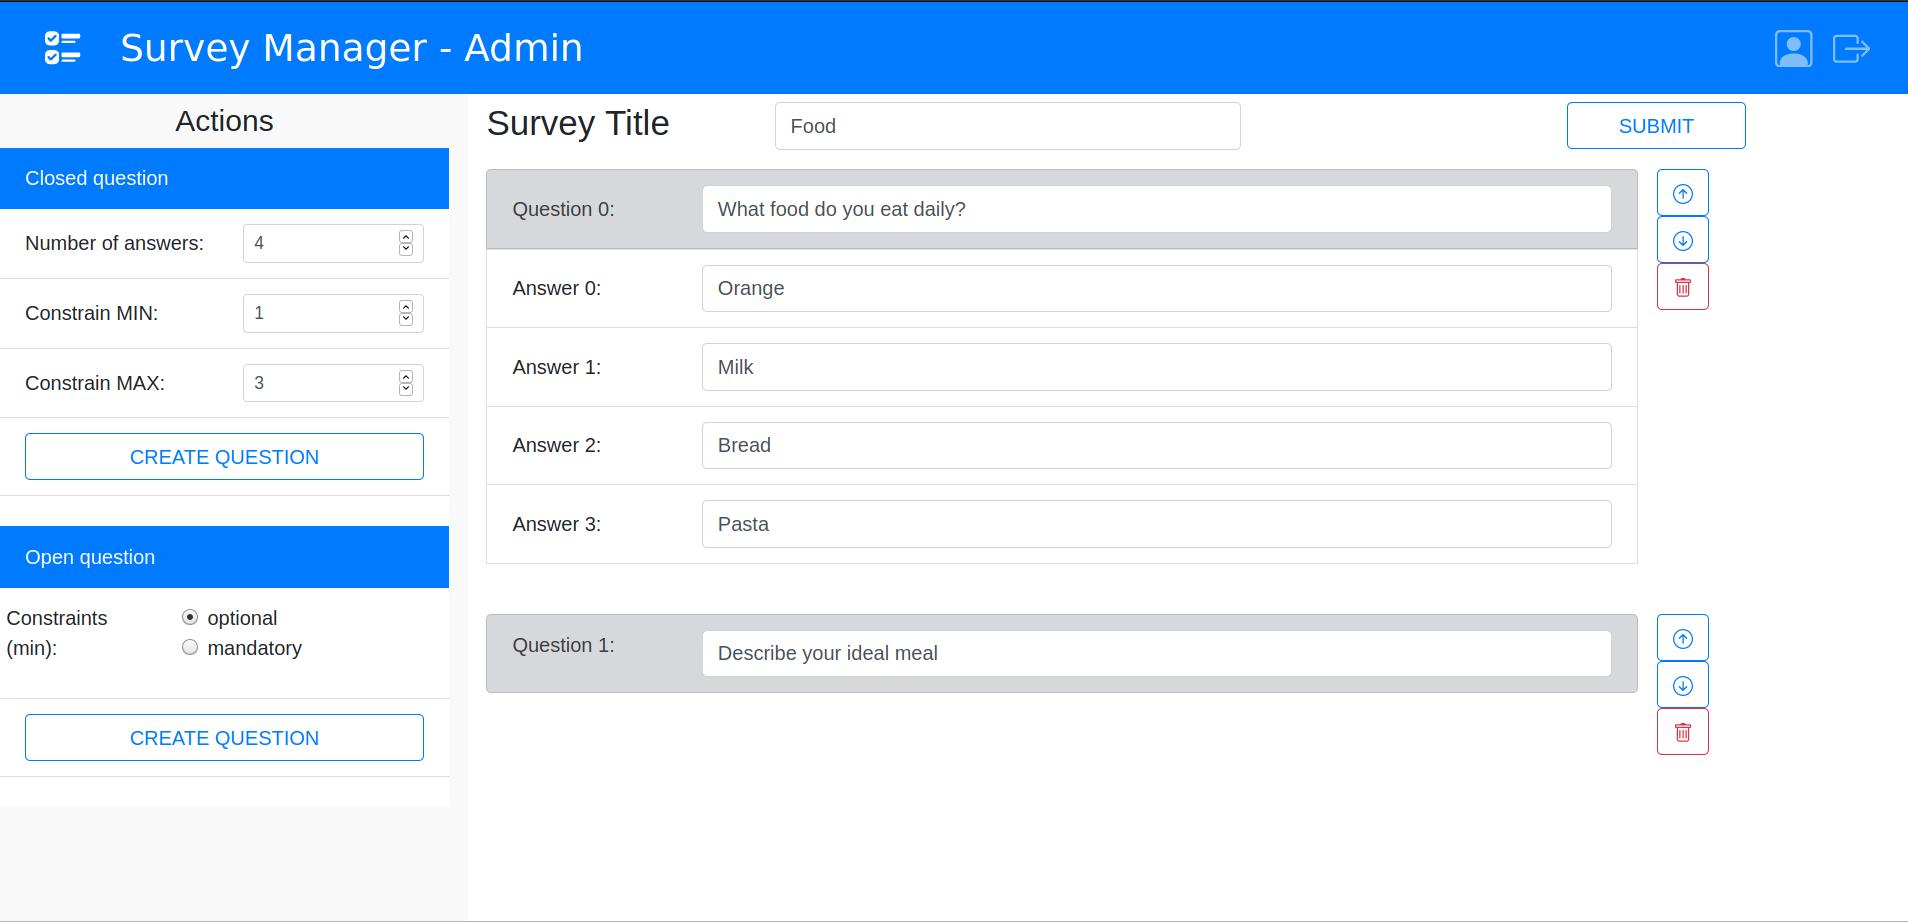 Survey Manager - Admin
Actions
Closed question
Number of answers: 4
Constrain MIN: 1
Constrain MAX: 3
CREATE QUESTION
Open question
Constraints (min):
optional
mandatory
CREATE QUESTION
Survey Title Food SUBMIT
Question 0: What food do you eat daily?
Answer 0: Orange
Answer 1: Milk
Answer 2: Bread
Answer 3: Pasta
Question 1: Describe your ideal meal